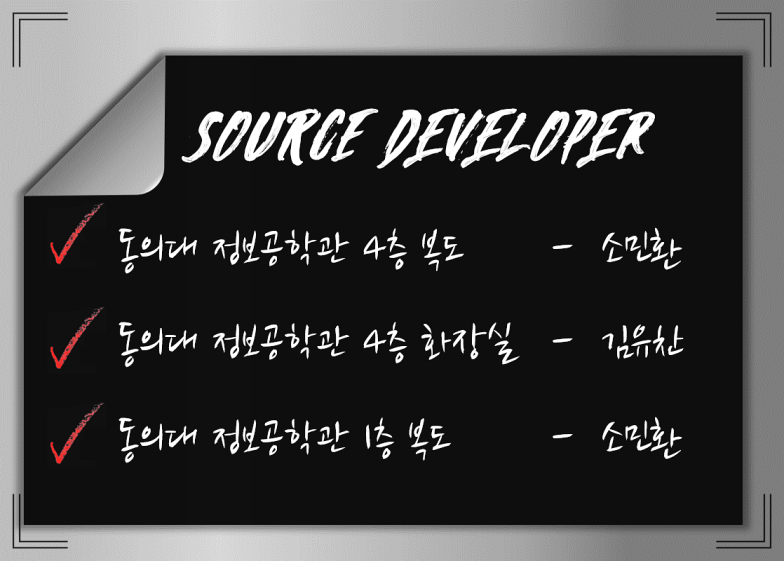 SOURCE DEVELOPER
동의대 정보공학관 4층 복도 - 소민환
동의대 정보공학관 4층 화장실 - 김유찬
동의대 정보공학관 1층 복도 - 소민환